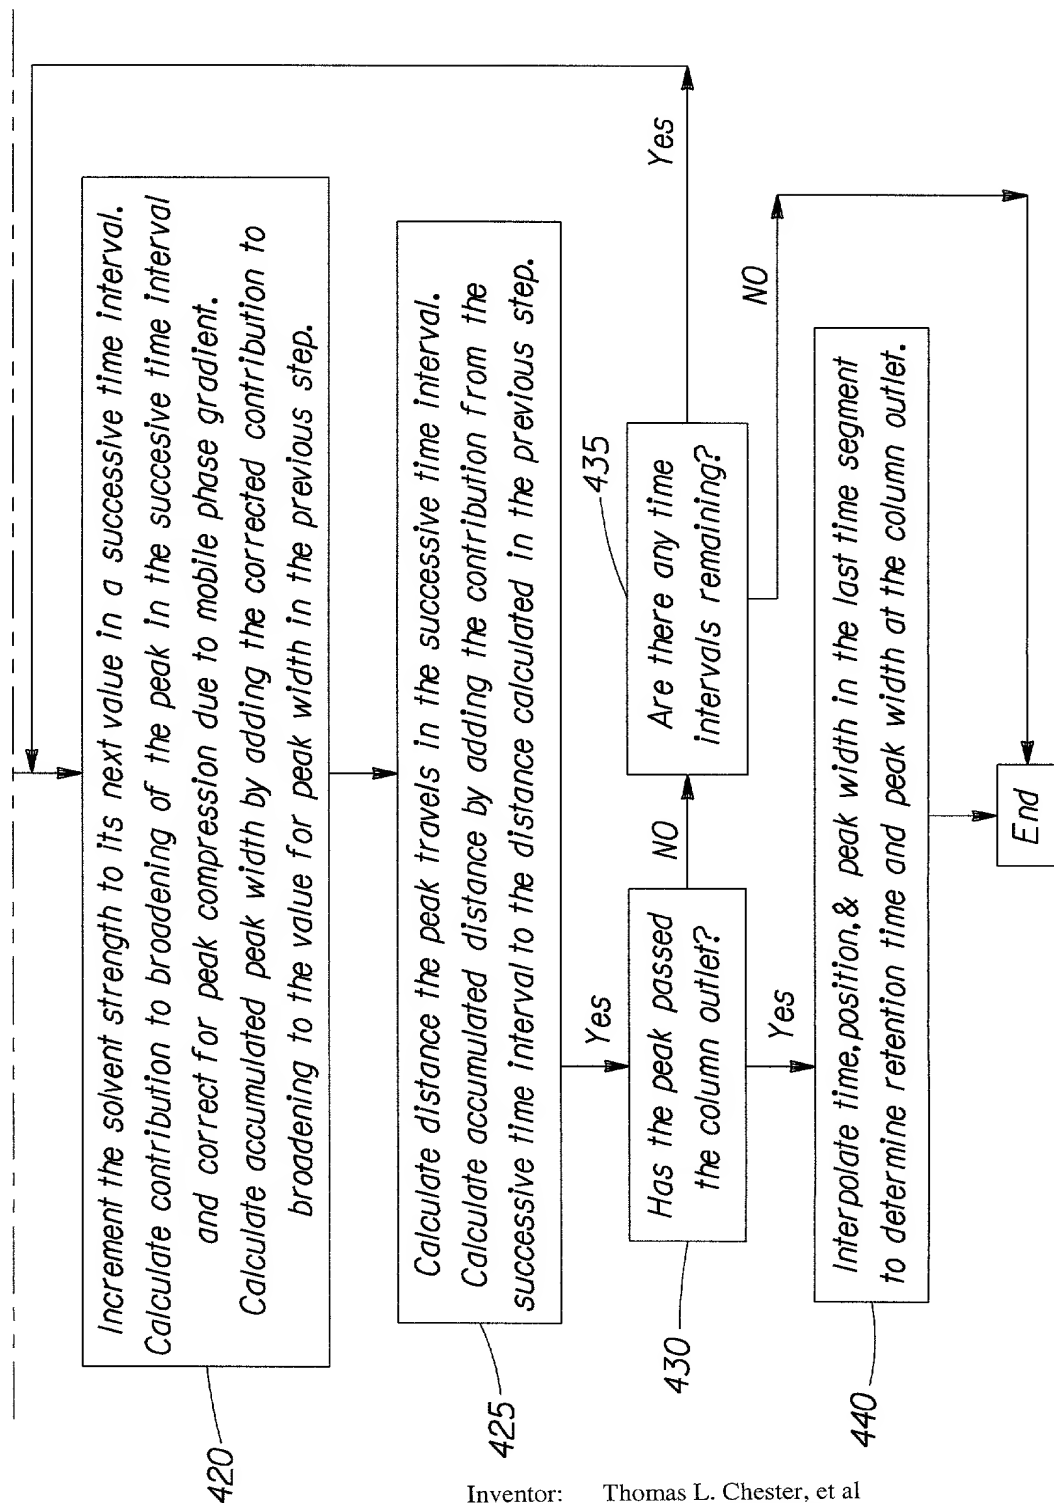 Increment the solvent strength to its next value in a successive time interval.
Calculate contribution to broadening of the peak in the succesive time interval
and correct for peak compression due to mobile phase gradient.
Calculate accumulated peak width by adding the corrected contribution to
broadening to the value for peak width in the previous step.
420
Calculate distance the peak travels in the successive time interval.
Calculate accumulated distance by adding the contribution from the
successive time interval to the distance calculated in the previous step.
425
Yes
Has the peak passed
the column outlet?
430
NO
Are there any time
intervals remaining?
435
Yes
NO
Yes
Interpolate time, position, & peak width in the last time segment
to determine retention time and peak width at the column outlet.
440
End
Inventor: Thomas L. Chester, et al